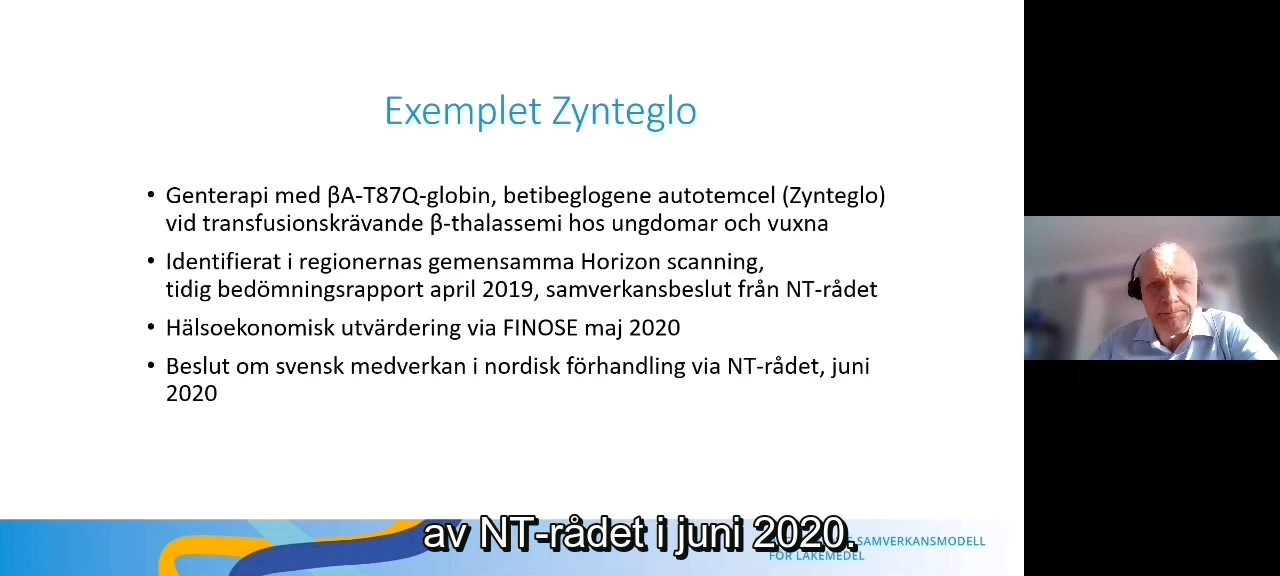 Exemplet Zynteglo
• Genterapi med βA-T87Q-globin, betibeglogene autotemcel (Zynteglo)
vid transfusionskrävande β-thalassemi hos ungdomar och vuxna
• Identifierat i regionernas gemensamma Horizon scanning,
tidig bedömningsrapport april 2019, samverkansbeslut från NT-rådet
• Hälsoekonomisk utvärdering via FINOSE maj 2020
• Beslut om svensk medverkan i nordisk förhandling via NT-rådet, juni
2020
av NT-rådet i juni 2020.
SAMVERKANSMODELL
FÖR LÄKEMEDEL